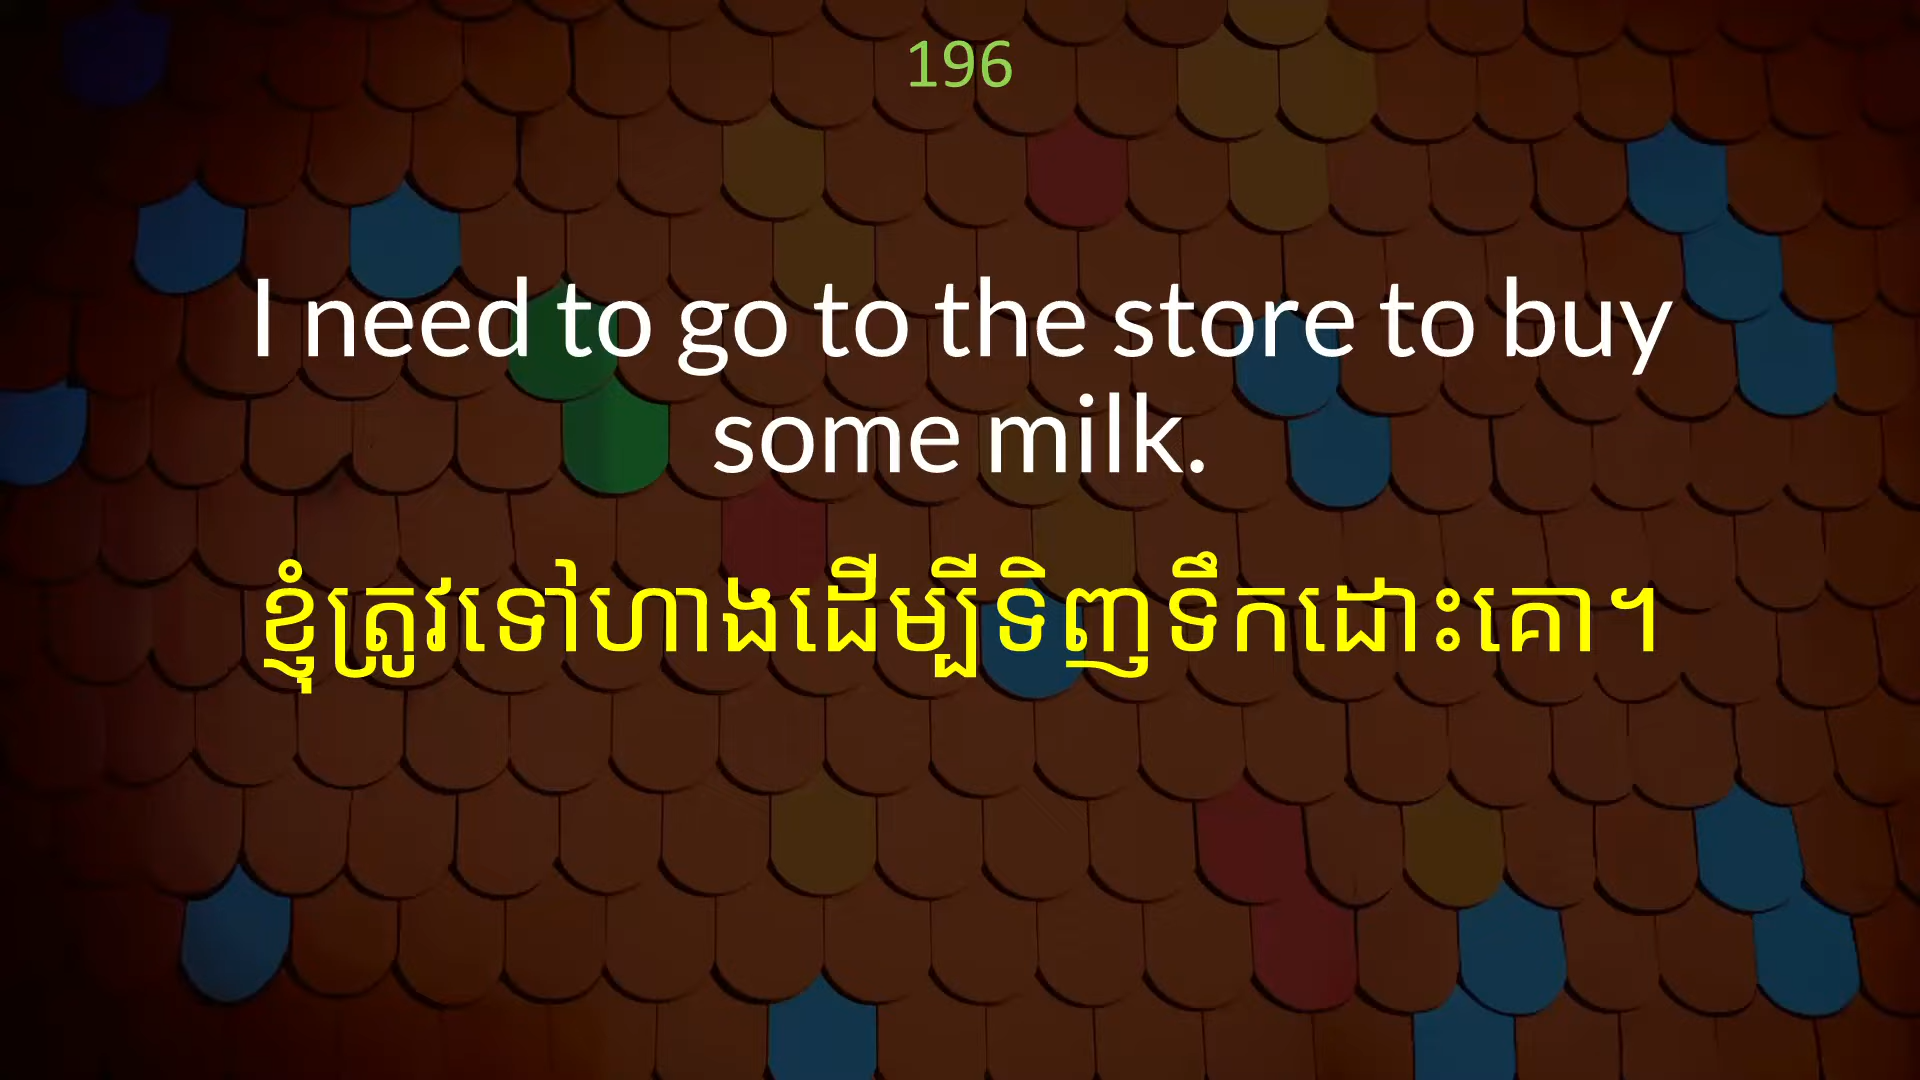 196
I need to go to the store to buy
some milk.
ខ្ញុំត្រូវទៅហាងដើម្បីទិញទឹកដោះគោ។